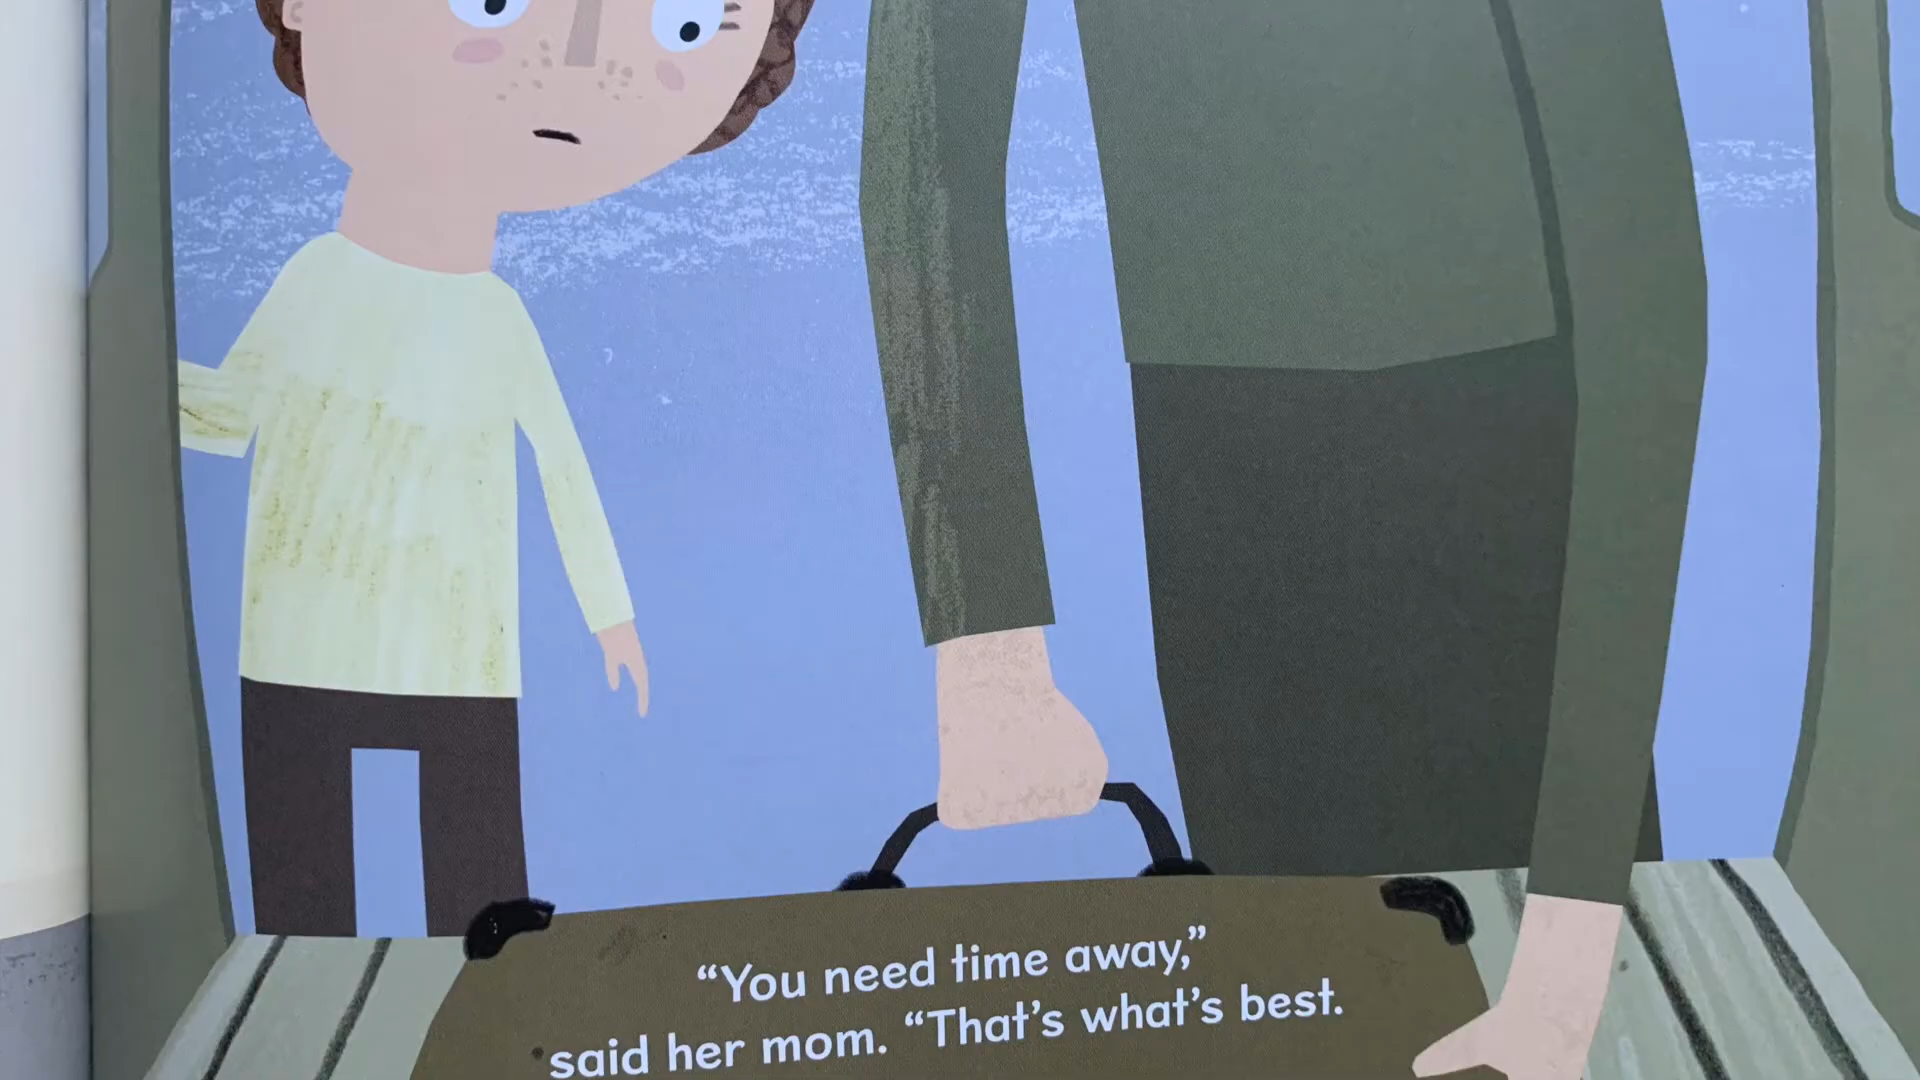 “You need time away,”
said her mom. “That’s what’s best.